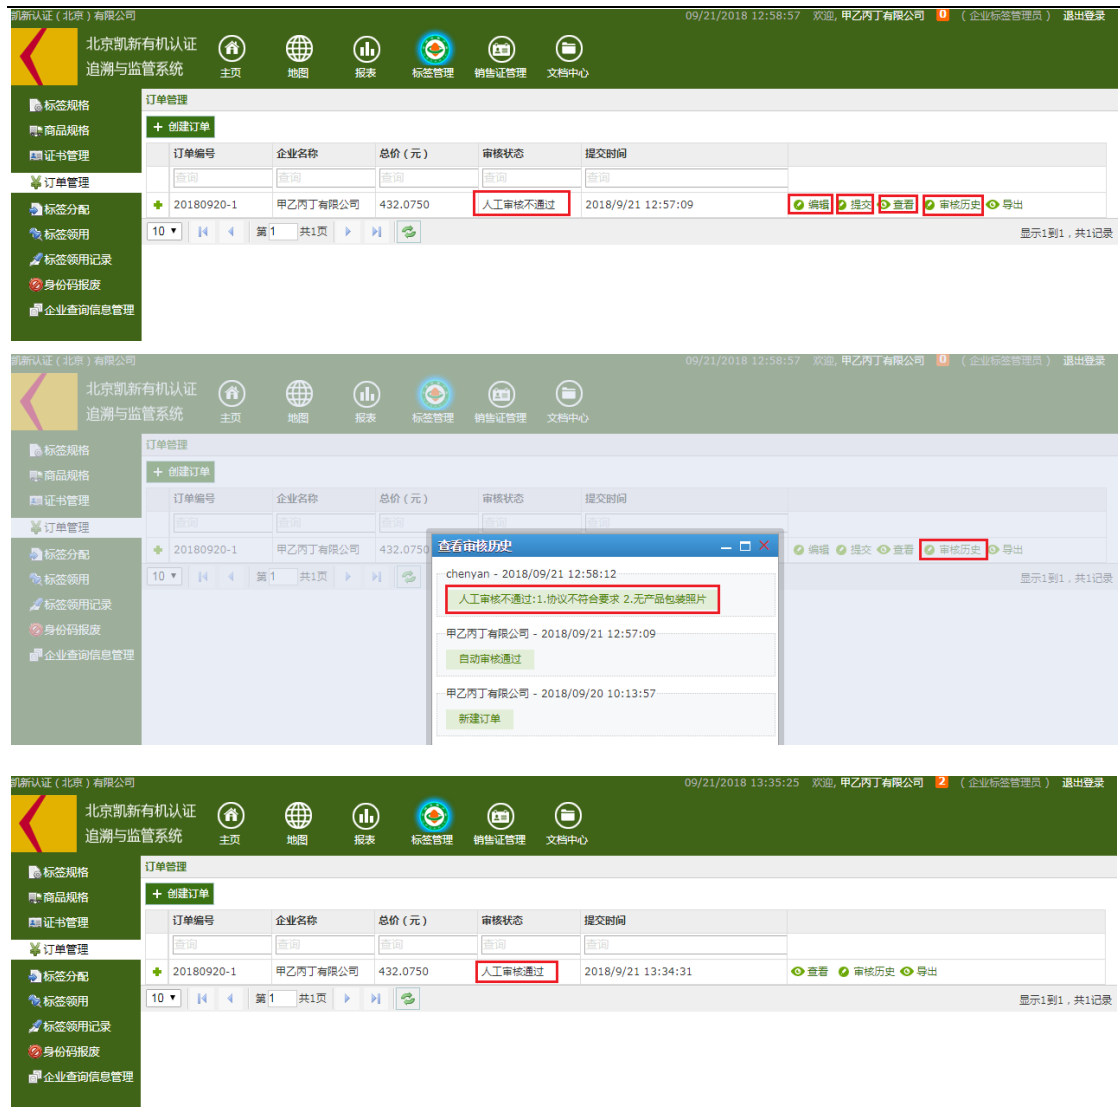 凯新认证（北京）有限公司 09/21/2018 12:58:57 欢迎, 甲乙丙丁有限公司 0 （企业标签管理员） 退出登录
北京凯新有机认证
追溯与监管系统 主页 地图 报表 标签管理 销售证管理 文档中心
标签规格 订单管理
商品规格 + 创建订单
证书管理 订单编号 企业名称 总价（元） 审核状态 提交时间
订单管理 查询 查询 查询 查询 查询
标签分配 20180920-1 甲乙丙丁有限公司 432.0750 人工审核不通过 2018/9/21 12:57:09 编辑 提交 查看 审核历史 导出
标签领用 10 第1 共1页 显示1到1，共1记录
标签领用记录
身份码报废
企业查询信息管理
凯新认证（北京）有限公司 09/21/2018 12:58:57 欢迎, 甲乙丙丁有限公司 0 （企业标签管理员） 退出登录
北京凯新有机认证
追溯与监管系统 主页 地图 报表 标签管理 销售证管理 文档中心
标签规格 订单管理
商品规格 + 创建订单
证书管理 订单编号 企业名称 总价（元） 审核状态 提交时间
订单管理 查询 查询 查询 查询 查询
标签分配 20180920-1 甲乙丙丁有限公司 432.0750 编辑 提交 查看 审核历史 导出
标签领用 10 第1 共1页 显示1到1，共1记录
标签领用记录
身份码报废
企业查询信息管理
查看审核历史
chenyan - 2018/09/21 12:58:12
人工审核不通过:1.协议不符合要求 2.无产品包装照片
甲乙丙丁有限公司 - 2018/09/21 12:57:09
自动审核通过
甲乙丙丁有限公司 - 2018/09/20 10:13:57
新建订单
凯新认证（北京）有限公司 09/21/2018 13:35:25 欢迎, 甲乙丙丁有限公司 2 （企业标签管理员） 退出登录
北京凯新有机认证
追溯与监管系统 主页 地图 报表 标签管理 销售证管理 文档中心
标签规格 订单管理
商品规格 + 创建订单
证书管理 订单编号 企业名称 总价（元） 审核状态 提交时间
订单管理 查询 查询 查询 查询 查询
标签分配 20180920-1 甲乙丙丁有限公司 432.0750 人工审核通过 2018/9/21 13:34:31 查看 审核历史 导出
标签领用 10 第1 共1页 显示1到1，共1记录
标签领用记录
身份码报废
企业查询信息管理